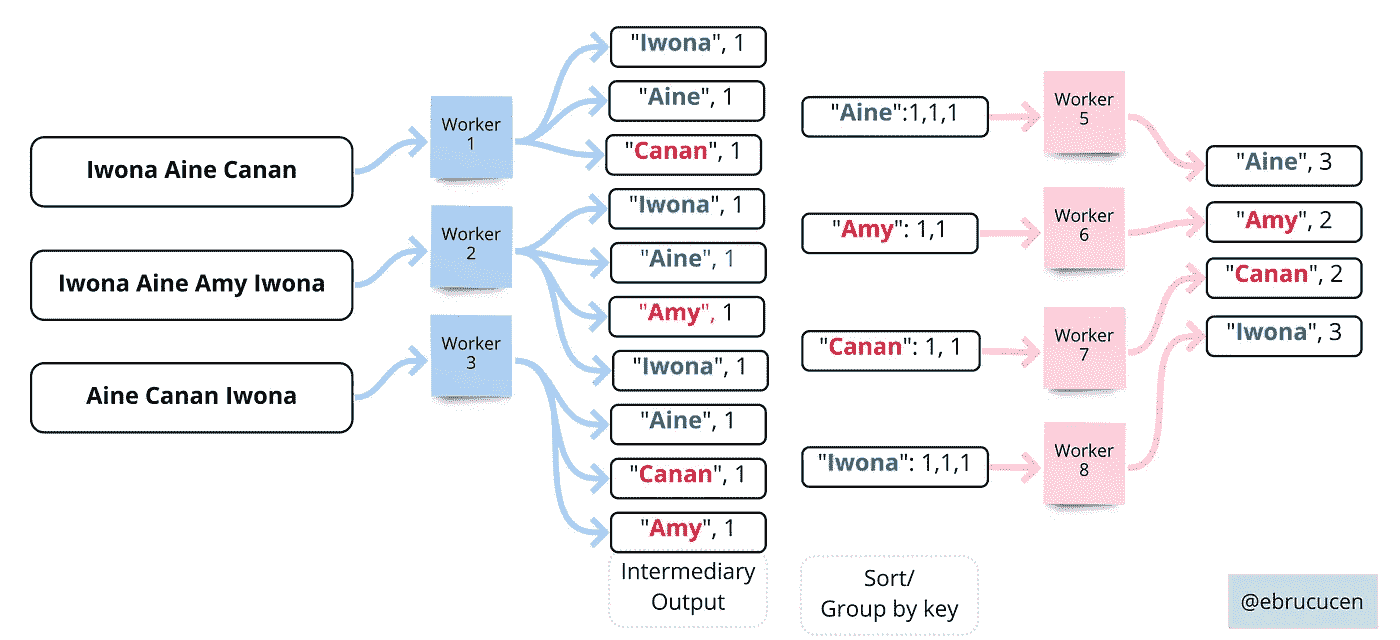 Iwona Aine Canan
Iwona Aine Amy Iwona
Aine Canan Iwona
Worker
1
Worker
2
Worker
3
"Iwona", 1
"Aine", 1
"Canan", 1
"Iwona", 1
"Aine", 1
"Amy", 1
"Iwona", 1
"Aine", 1
"Canan", 1
"Amy", 1
Intermediary
Output
"Aine":1,1,1
"Amy": 1,1
"Canan": 1, 1
"Iwona": 1,1,1
Sort/
Group by key
Worker
5
Worker
6
Worker
7
Worker
8
"Aine", 3
"Amy", 2
"Canan", 2
"Iwona", 3
@ebrucucen